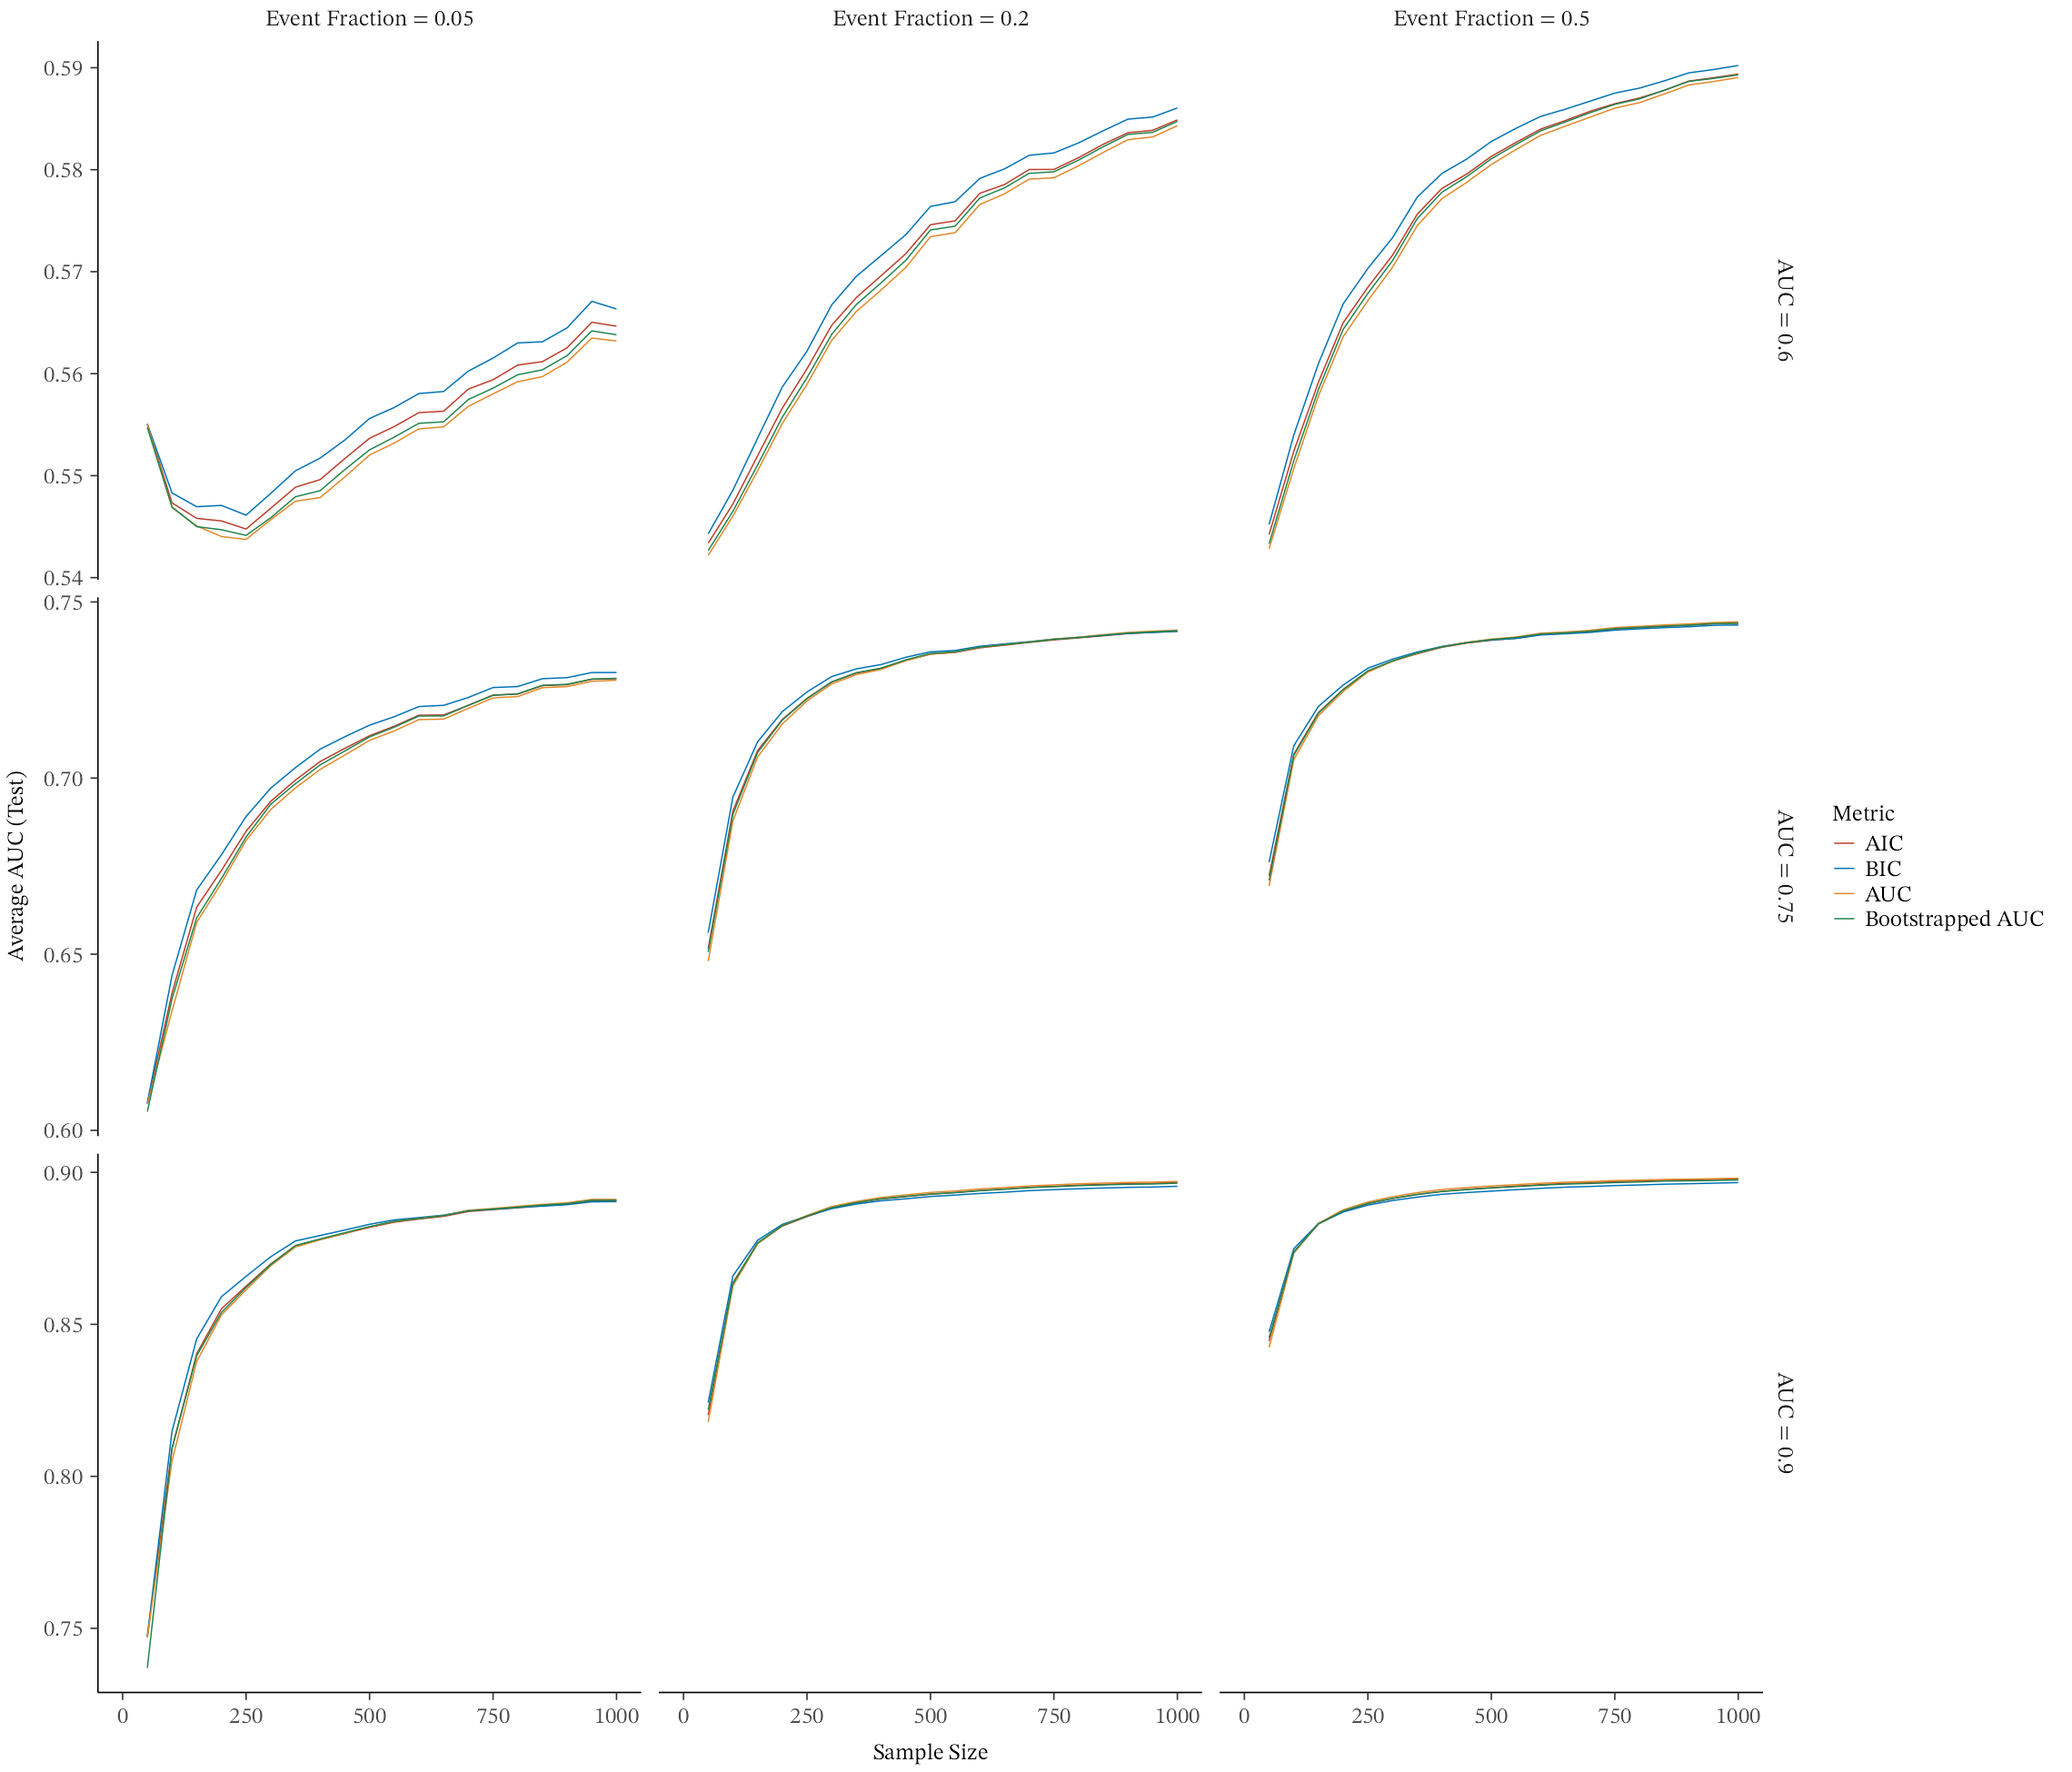 Event Fraction = 0.05
Event Fraction = 0.2
Event Fraction = 0.5
0.59
0.58
0.57
0.56
0.55
0.54
AUC = 0.6
0.75
0.70
0.65
0.60
AUC = 0.75
Average AUC (Test)
Metric
AIC
BIC
AUC
Bootstrapped AUC
0.90
0.85
0.80
0.75
AUC = 0.9
0 250 500 750 1000
0 250 500 750 1000
0 250 500 750 1000
Sample Size